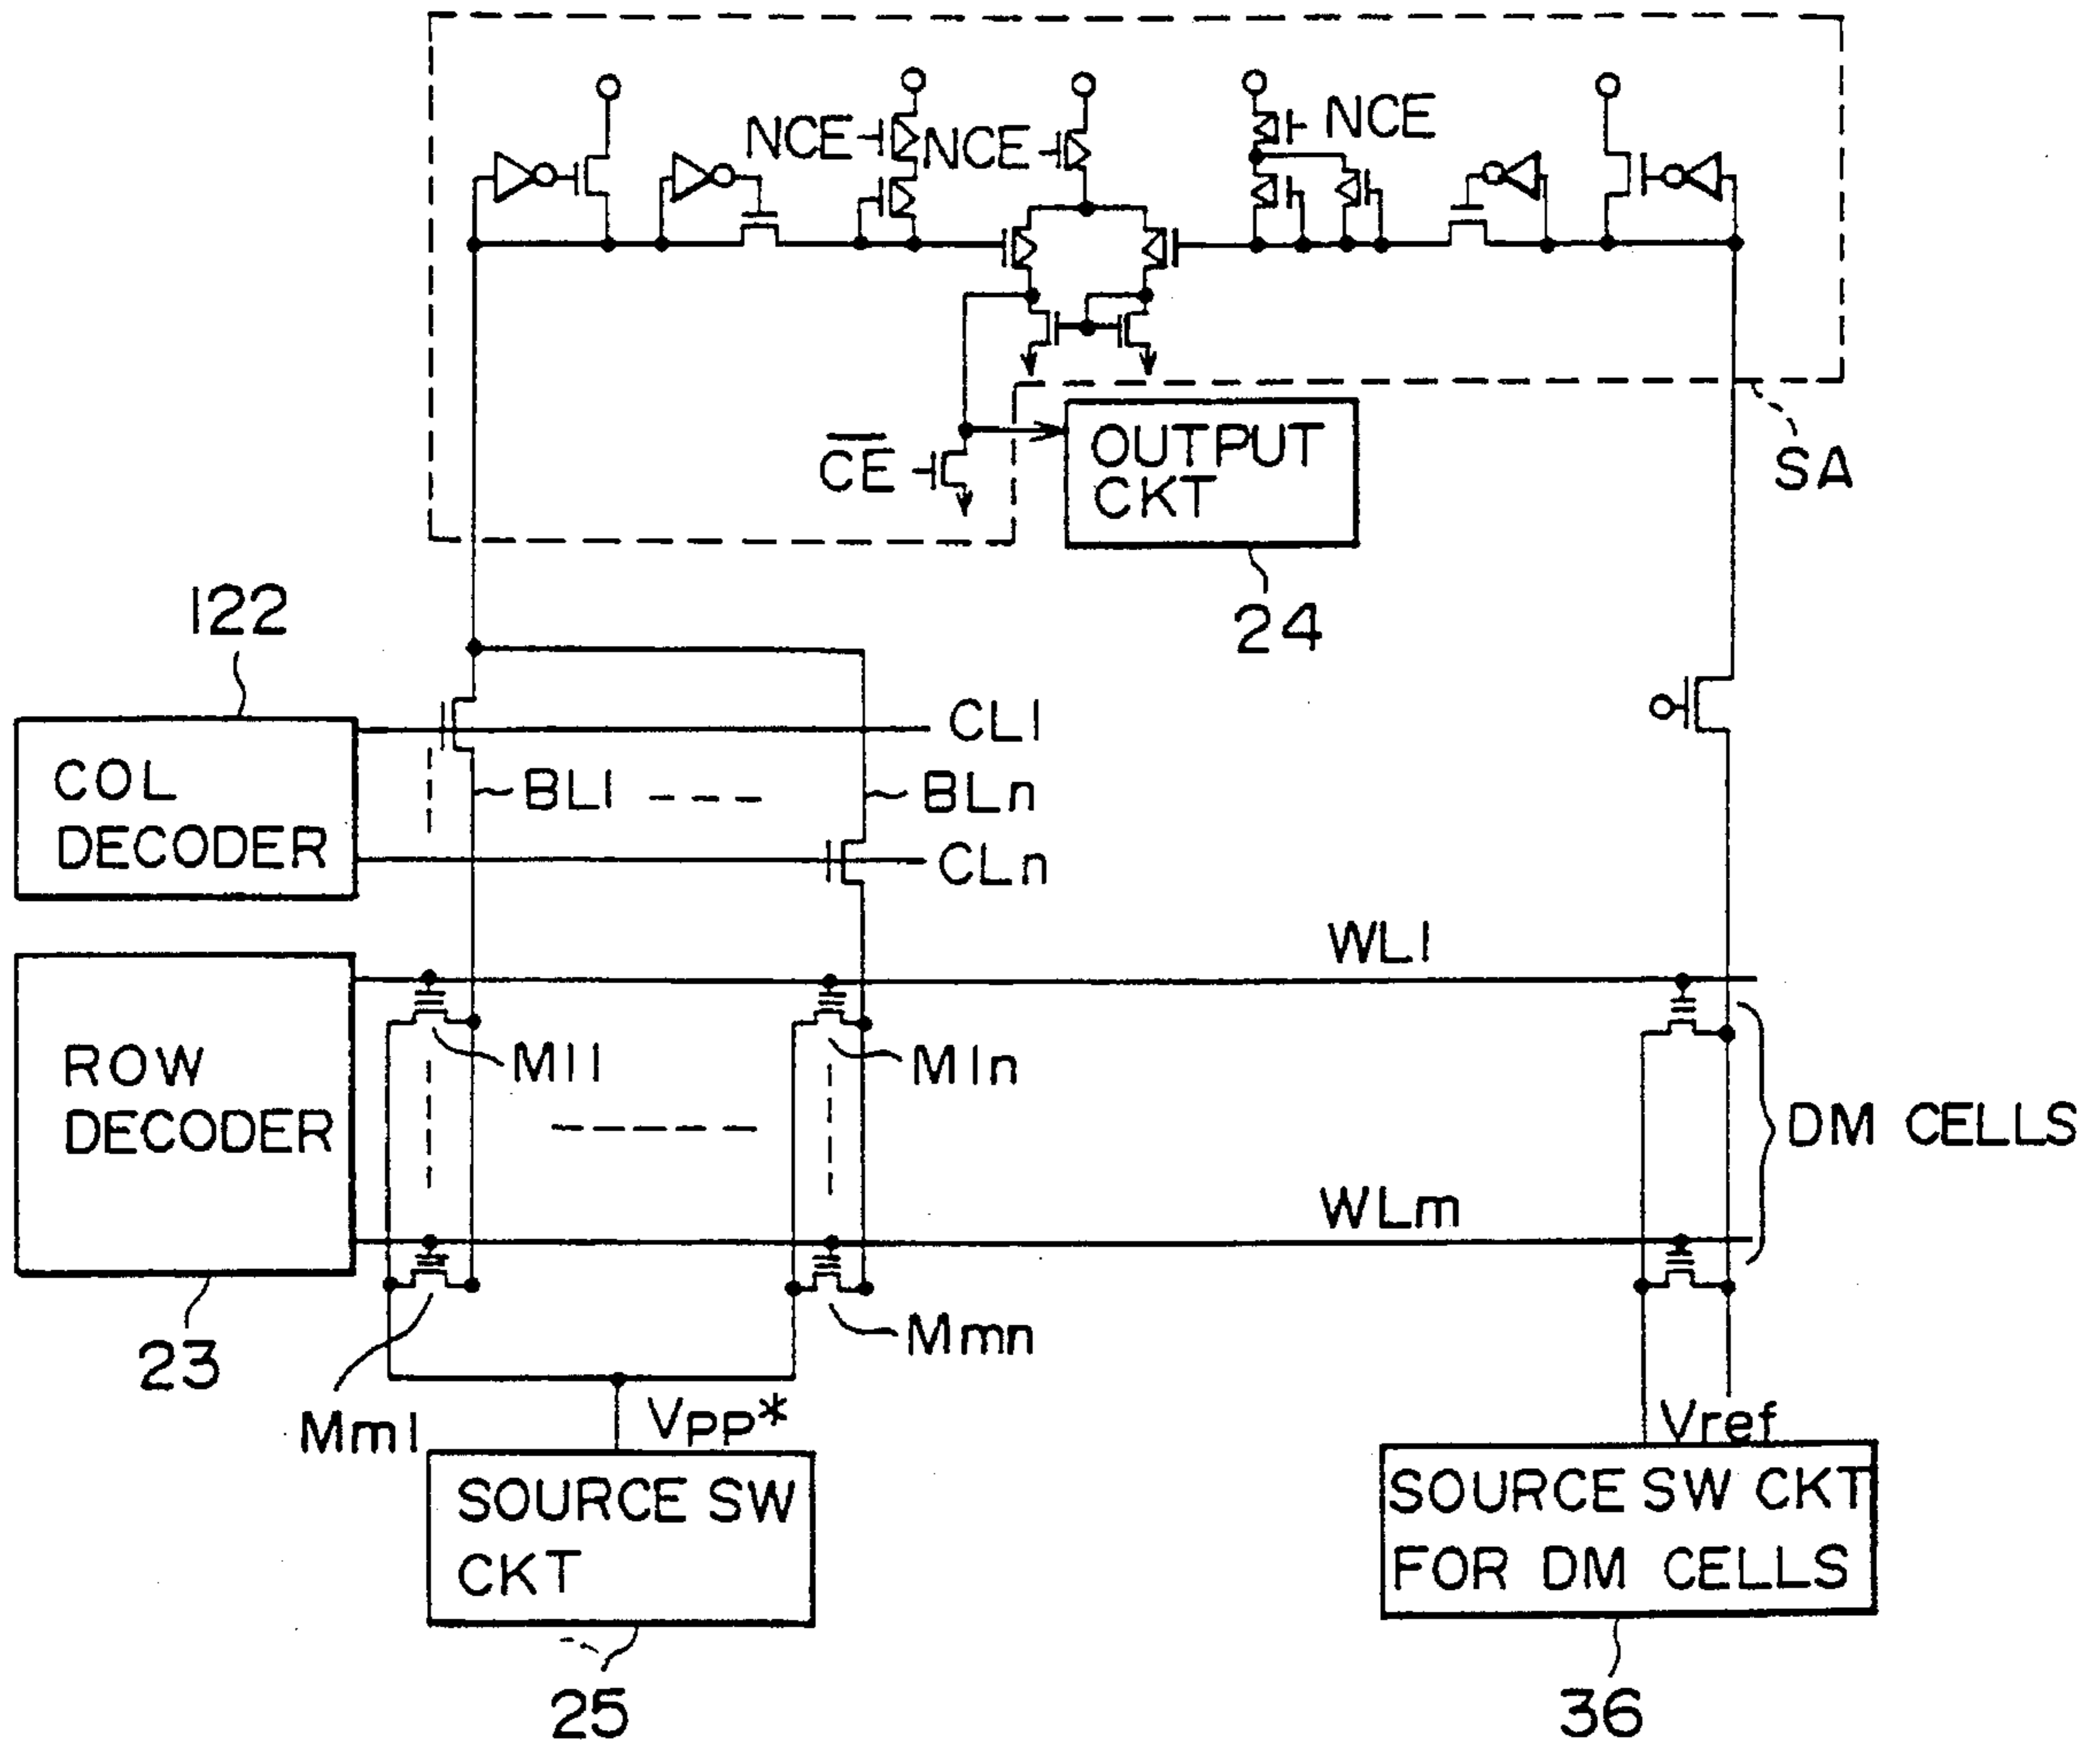 NCE
NCE
NCE
C̅E̅
OUTPUT
CKT
SA
24
122
COL
DECODER
CL1
BL1
BLn
CLn
WL1
ROW
DECODER
M11
M1n
DM CELLS
WLm
23
Mm1
Mmn
VPP*
Vref
SOURCE SW
CKT
SOURCE SW CKT
FOR DM CELLS
25
36